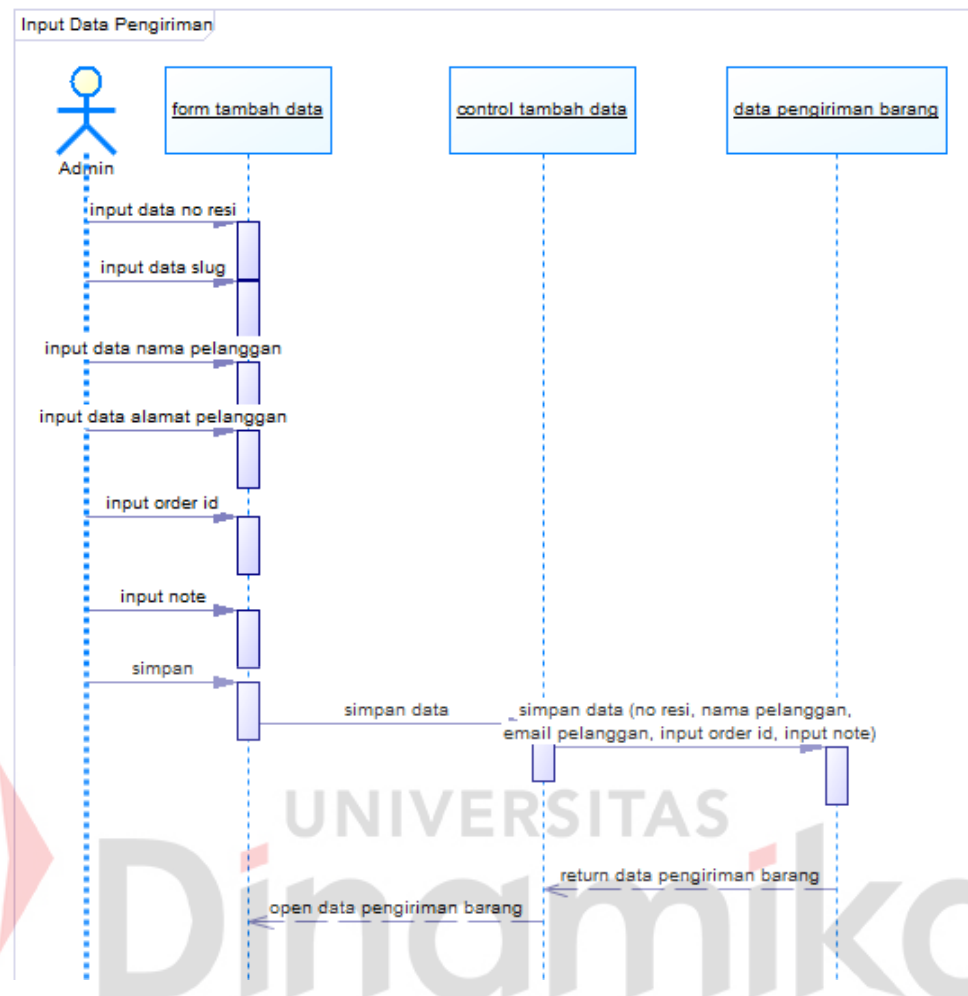 Input Data Pengiriman
form tambah data
control tambah data
data pengiriman barang
Admin
input data no resi
input data slug
input data nama pelanggan
input data alamat pelanggan
input order id
input note
simpan
simpan data
simpan data (no resi, nama pelanggan,
email pelanggan, input order id, input note)
UNIVERSITAS
Dinamika
return data pengiriman barang
open data pengiriman barang